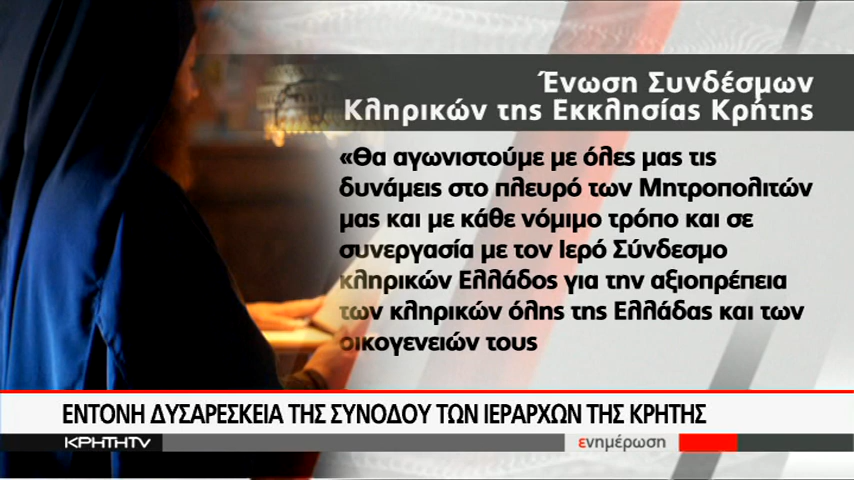 Ένωση Συνδέσμων
Κληρικών της Εκκλησίας Κρήτης
«Θα αγωνιστούμε με όλες μας τις
δυνάμεις στο πλευρό των Μητροπολιτών
μας και με κάθε νόμιμο τρόπο και σε
συνεργασία με τον Ιερό Σύνδεσμο
κληρικών Ελλάδος για την αξιοπρέπεια
των κληρικών όλης της Ελλάδας και των
οικογενειών τους
ΕΝΤΟΝΗ ΔΥΣΑΡΕΣΚΕΙΑ ΤΗΣ ΣΥΝΟΔΟΥ ΤΩΝ ΙΕΡΑΡΧΩΝ ΤΗΣ ΚΡΗΤΗΣ
ΚΡΗΤΗTV
ενημέρωση